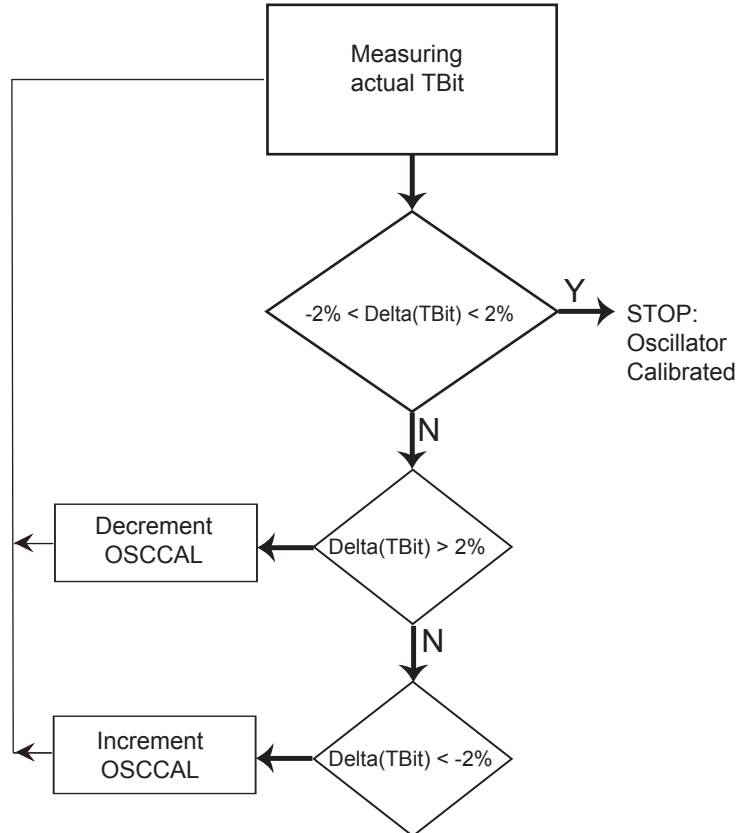 Measuring
actual TBit
-2% < Delta(TBit) < 2%
Y
STOP:
Oscillator
Calibrated
N
Decrement
OSCCAL
Delta(TBit) > 2%
N
Increment
OSCCAL
Delta(TBit) < -2%